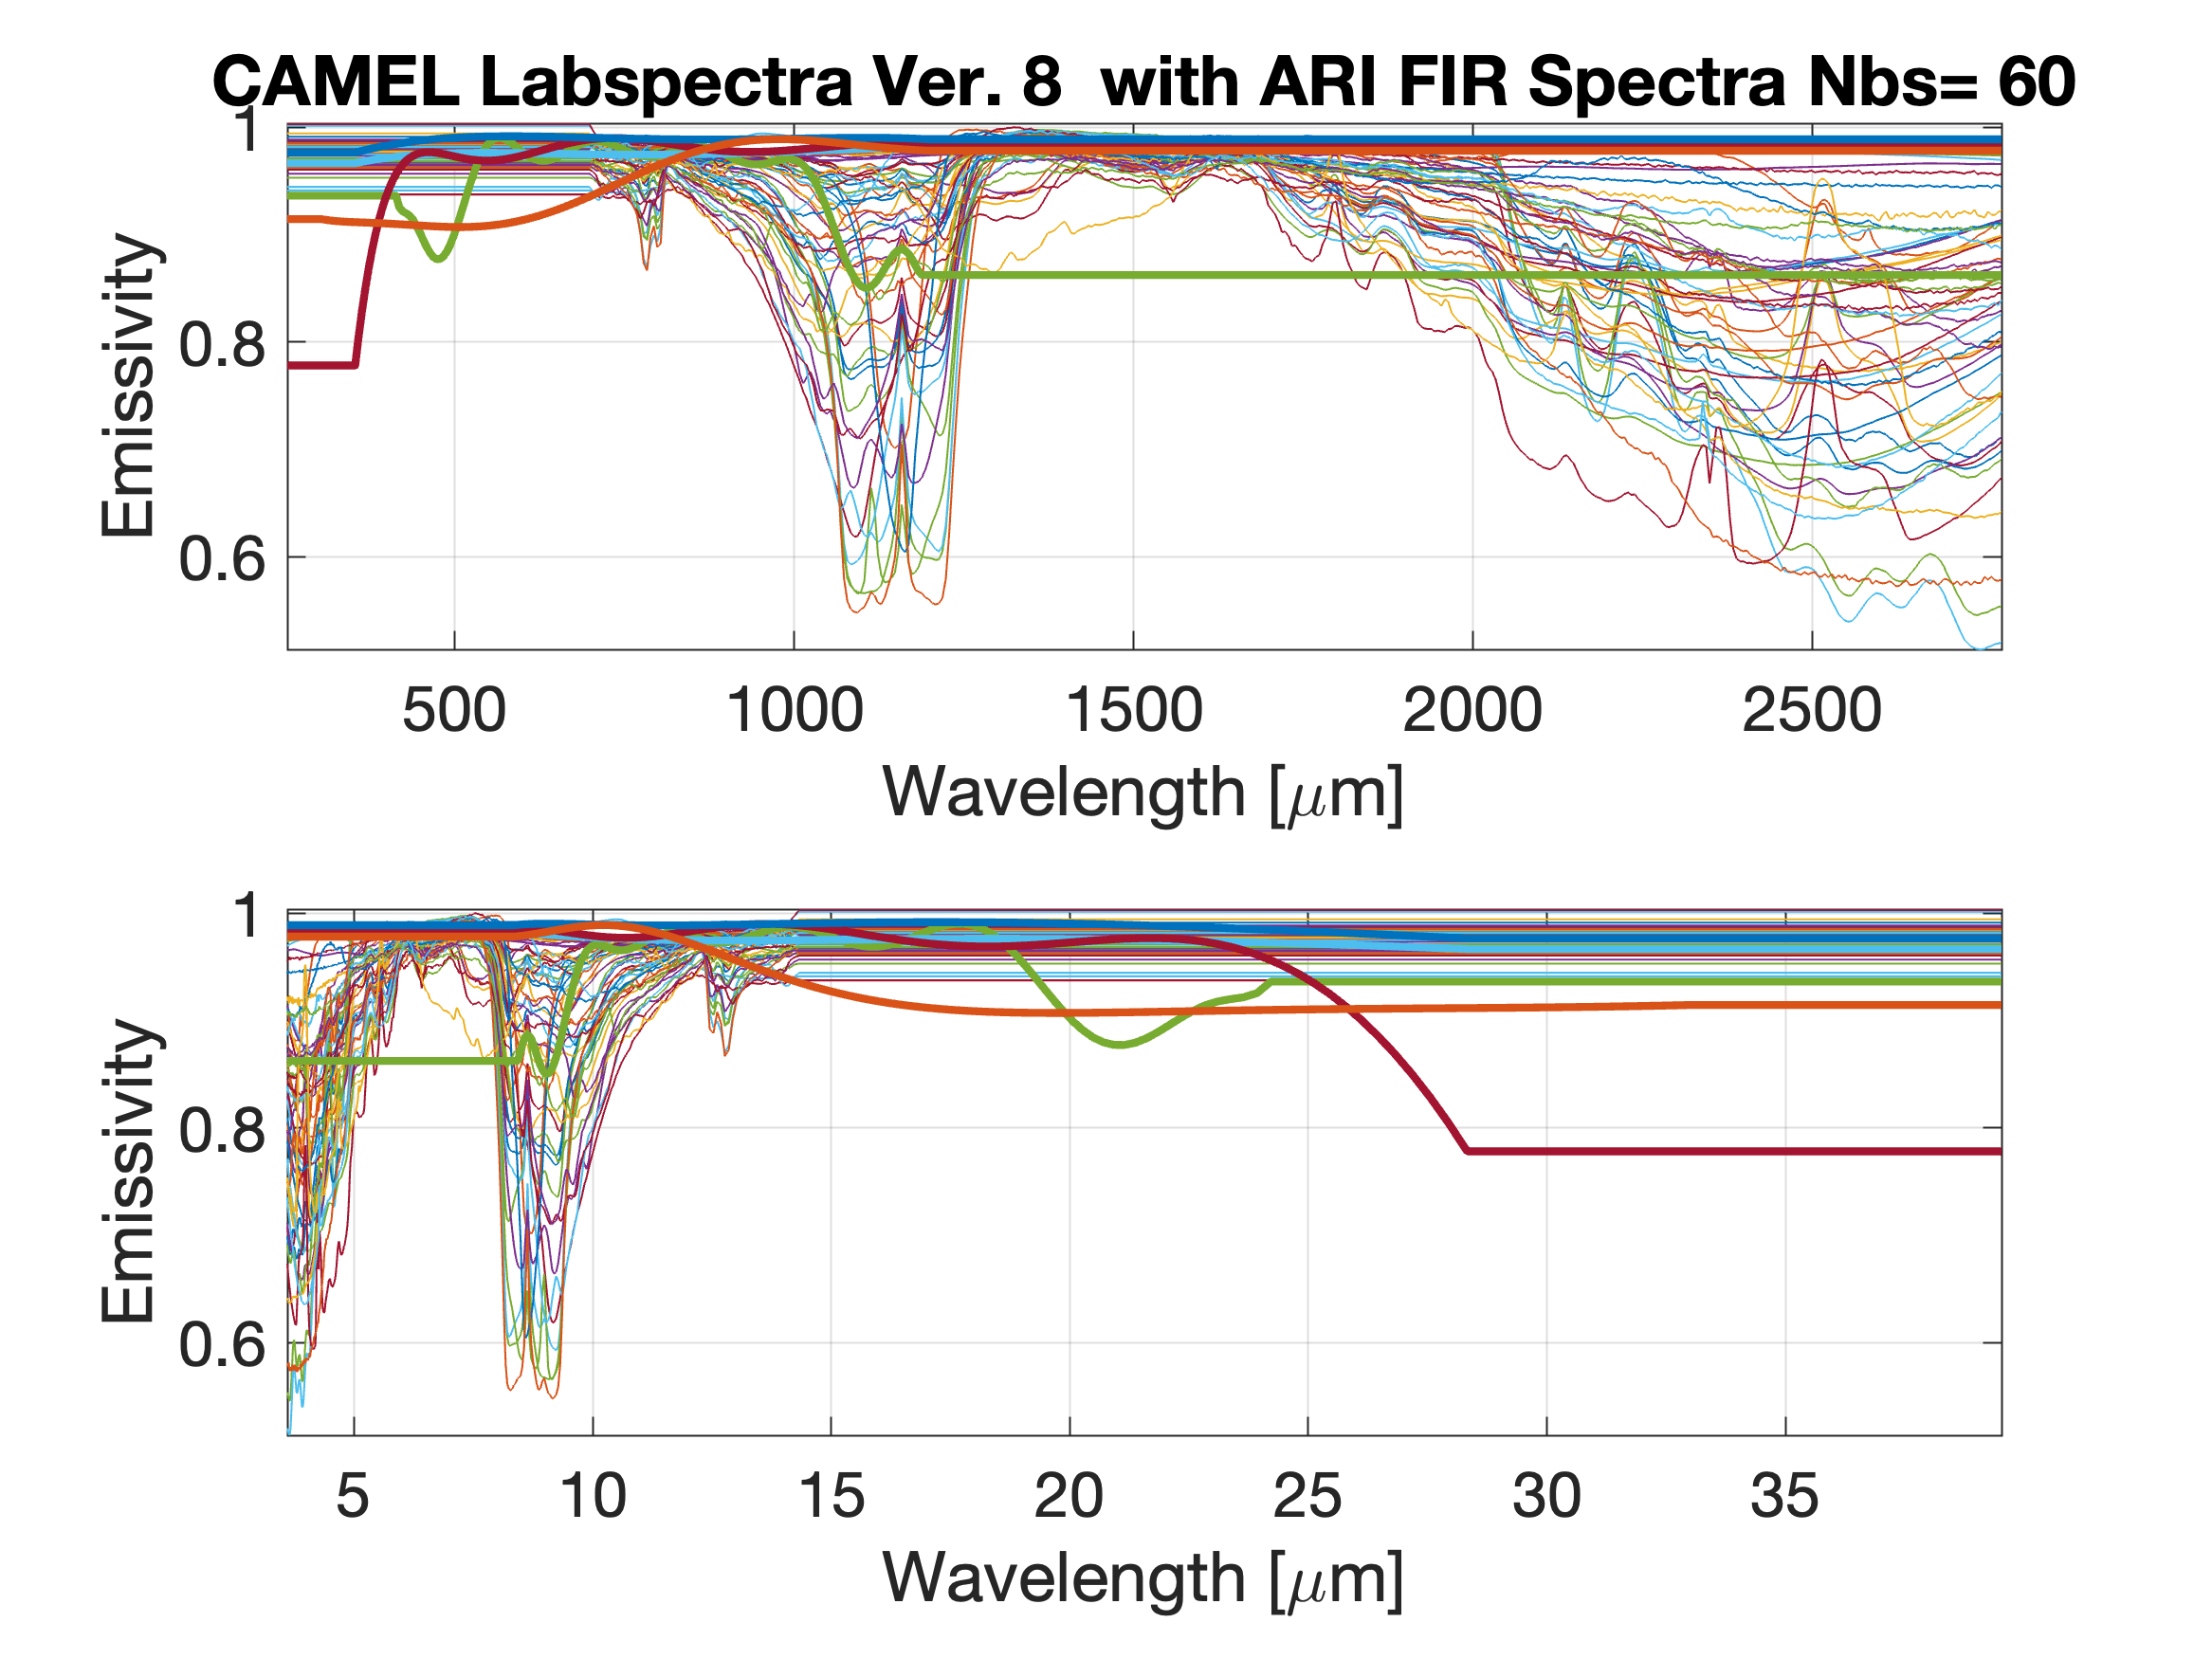 CAMEL Labspectra Ver. 8  with ARI FIR Spectra Nbs= 60
1
0.8
0.6
Emissivity
500 1000 1500 2000 2500
Wavelength [μm]
1
0.8
0.6
Emissivity
5 10 15 20 25 30 35
Wavelength [μm]